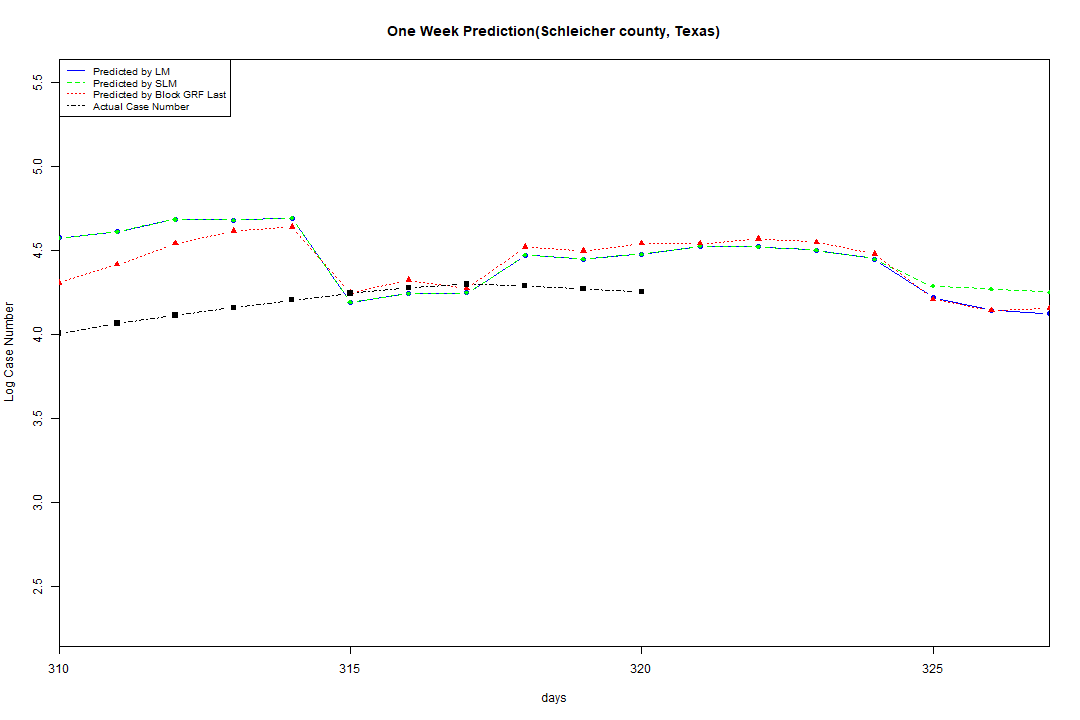 One Week Prediction(Schleicher county, Texas)
Predicted by LM
Predicted by SLM
Predicted by Block GRF Last
Actual Case Number
5.5
5.0
4.5
4.0
3.5
3.0
2.5
Log Case Number
310
315
320
325
days